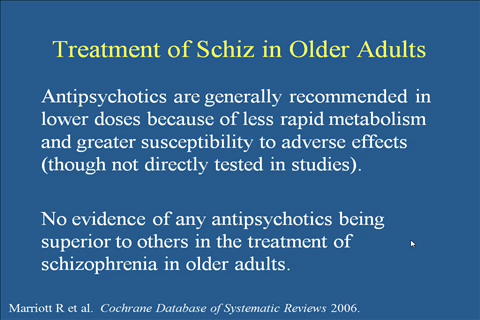 Treatment of Schiz in Older Adults
Antipsychotics are generally recommended in
lower doses because of less rapid metabolism
and greater susceptibility to adverse effects
(though not directly tested in studies).
No evidence of any antipsychotics being
superior to others in the treatment of
schizophrenia in older adults.
Marriott R et al. Cochrane Database of Systematic Reviews 2006.